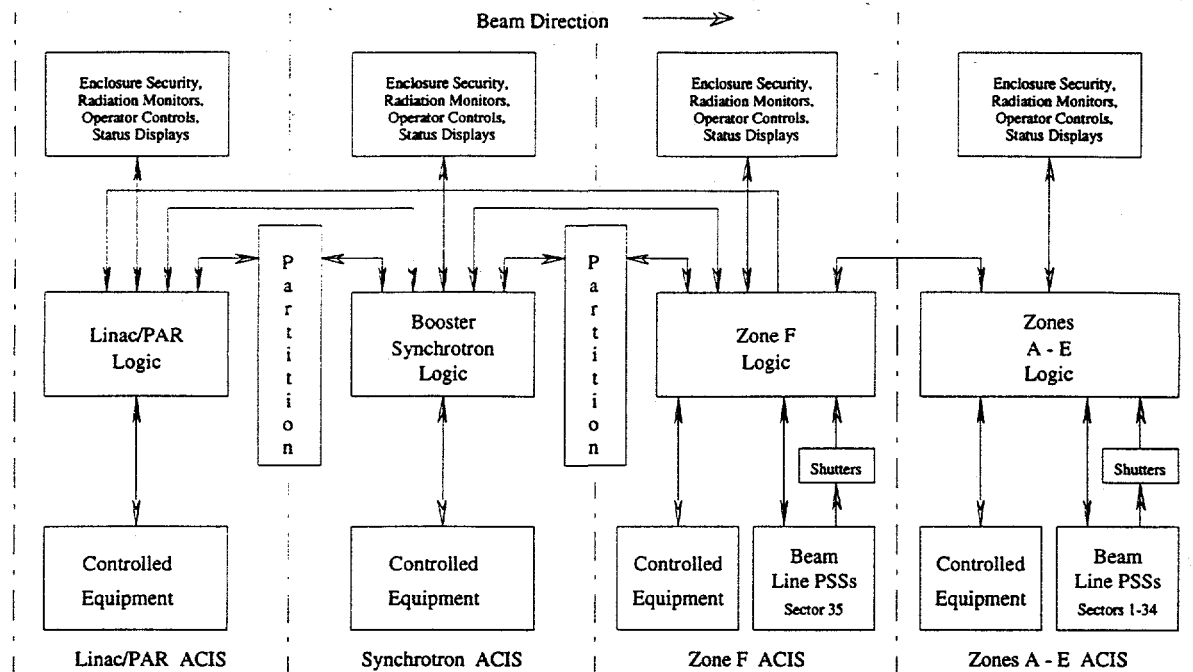 Beam Direction
Enclosure Security,
Radiation Monitors,
Operator Controls,
Status Displays
Enclosure Security,
Radiation Monitors,
Operator Controls,
Status Displays
Enclosure Security,
Radiation Monitors,
Operator Controls,
Status Displays
Enclosure Security,
Radiation Monitors,
Operator Controls,
Status Displays
Linac/PAR
Logic
Partition
Booster
Synchrotron
Logic
Partition
Zone F
Logic
Zones
A - E
Logic
Shutters
Shutters
Controlled
Equipment
Controlled
Equipment
Controlled
Equipment
Beam
Line PSSs
Sector 35
Controlled
Equipment
Beam
Line PSSs
Sectors 1-34
Linac/PAR ACIS
Synchrotron ACIS
Zone F ACIS
Zones A - E ACIS